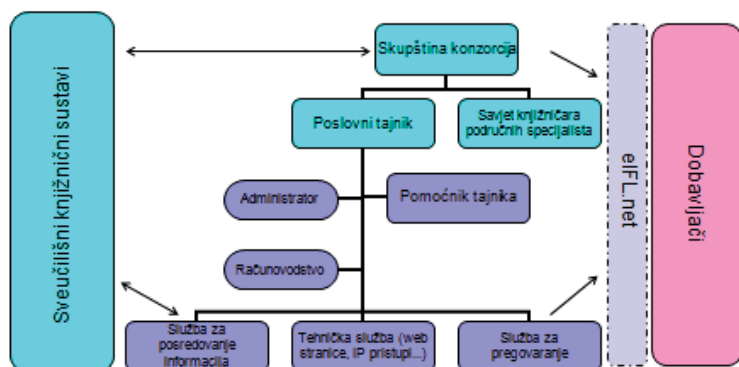 Sveučilišni knjižnični sustavi
Skupština konzorcija
Poslovni tajnik
Savjet knjižničara
područnih specijalista
Administrator
Pomoćnik tajnika
Računovodstvo
Služba za
posredovanje
informacija
Tehnička služba (web
stranice, IP pristupi...)
Služba za
pregovaranje
eIFL.net
Dobavljači